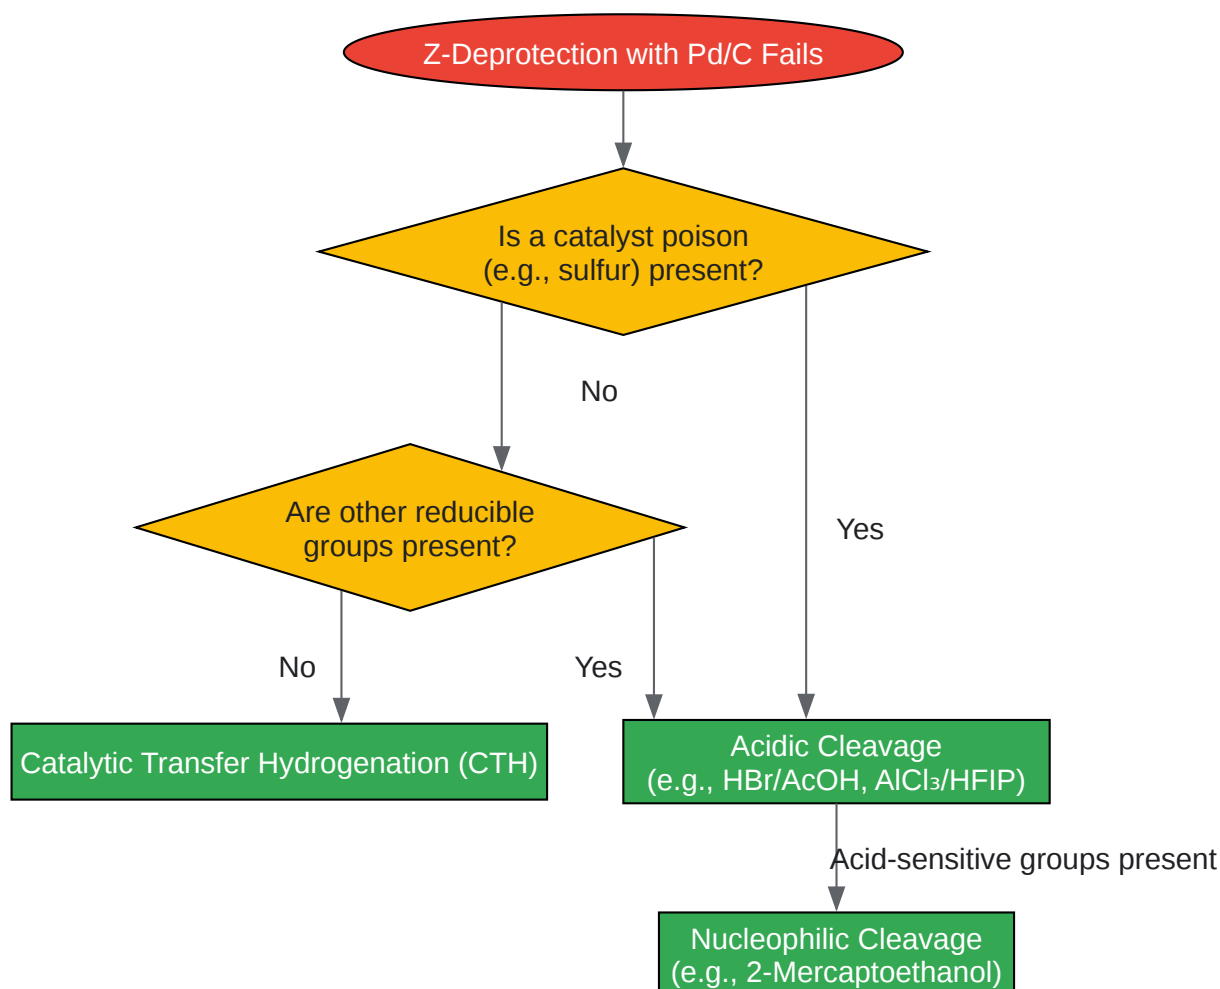 Z-Deprotection with Pd/C Fails
Is a catalyst poison
(e.g., sulfur) present?
No
Are other reducible
groups present?
Yes
No
Yes
Catalytic Transfer Hydrogenation (CTH)
Acidic Cleavage
(e.g., HBr/AcOH, AlCl₃/HFIP)
Acid-sensitive groups present
Nucleophilic Cleavage
(e.g., 2-Mercaptoethanol)